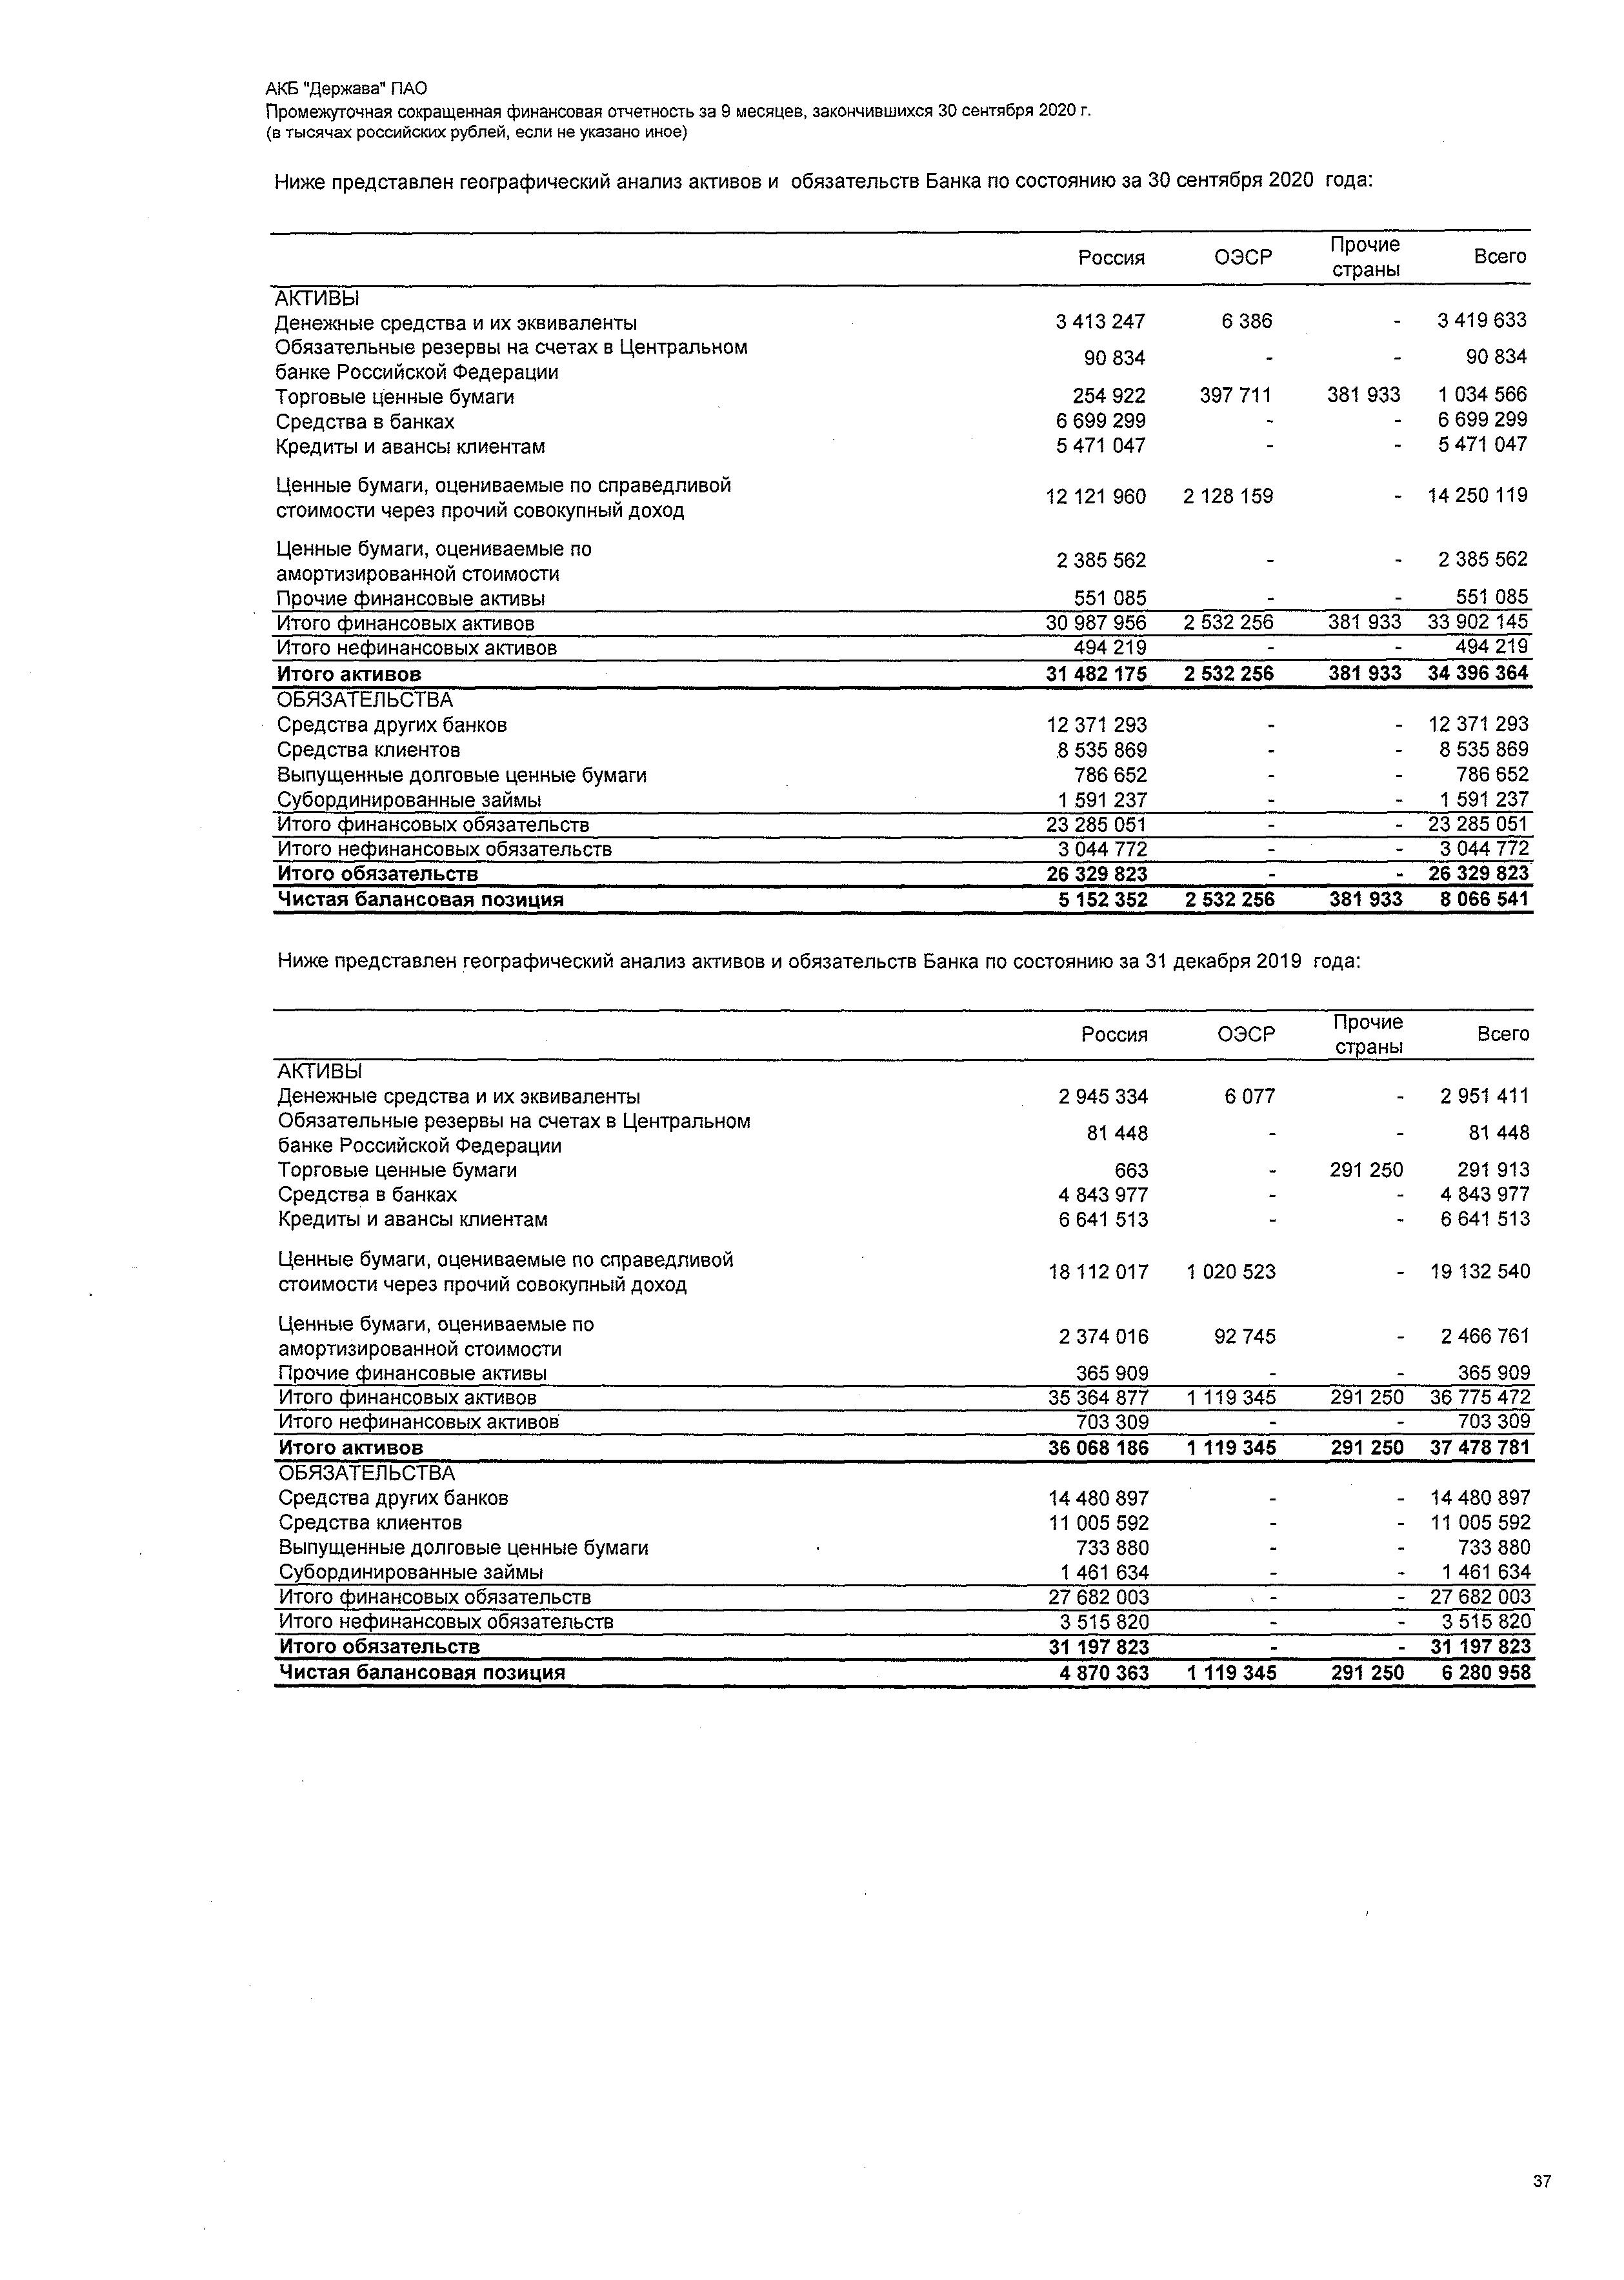 АКБ "Держава" ПАО
Промежуточная сокращенная финансовая отчетность за 9 месяцев, закончившихся 30 сентября 2020 г.
(в тысячах российских рублей, если не указано иное)
Ниже представлен географический анализ активов и обязательств Банка по состоянию за 30 сентября 2020 года:
Россия ОЭСР Прочие страны Всего
АКТИВЫ
Денежные средства и их эквиваленты 3 413 247 6 386 - 3 419 633
Обязательные резервы на счетах в Центральном
банке Российской Федерации 90 834 - - 90 834
Торговые ценные бумаги 254 922 397 711 381 933 1 034 566
Средства в банках 6 699 299 - - 6 699 299
Кредиты и авансы клиентам 5 471 047 - - 5 471 047
Ценные бумаги, оцениваемые по справедливой
стоимости через прочий совокупный доход 12 121 960 2 128 159 - 14 250 119
Ценные бумаги, оцениваемые по
амортизированной стоимости 2 385 562 - - 2 385 562
Прочие финансовые активы 551 085 - - 551 085
Итого финансовых активов 30 987 956 2 532 256 381 933 33 902 145
Итого нефинансовых активов 494 219 - - 494 219
Итого активов 31 482 175 2 532 256 381 933 34 396 364
ОБЯЗАТЕЛЬСТВА
Средства других банков 12 371 293 - - 12 371 293
Средства клиентов 8 535 869 - - 8 535 869
Выпущенные долговые ценные бумаги 786 652 - - 786 652
Субординированные займы 1 591 237 - - 1 591 237
Итого финансовых обязательств 23 285 051 - - 23 285 051
Итого нефинансовых обязательств 3 044 772 - - 3 044 772
Итого обязательств 26 329 823 - - 26 329 823
Чистая балансовая позиция 5 152 352 2 532 256 381 933 8 066 541
Ниже представлен географический анализ активов и обязательств Банка по состоянию за 31 декабря 2019 года:
Россия ОЭСР Прочие страны Всего
АКТИВЫ
Денежные средства и их эквиваленты 2 945 334 6 077 - 2 951 411
Обязательные резервы на счетах в Центральном
банке Российской Федерации 81 448 - - 81 448
Торговые ценные бумаги 663 - 291 250 291 913
Средства в банках 4 843 977 - - 4 843 977
Кредиты и авансы клиентам 6 641 513 - - 6 641 513
Ценные бумаги, оцениваемые по справедливой
стоимости через прочий совокупный доход 18 112 017 1 020 523 - 19 132 540
Ценные бумаги, оцениваемые по
амортизированной стоимости 2 374 016 92 745 - 2 466 761
Прочие финансовые активы 365 909 - - 365 909
Итого финансовых активов 35 364 877 1 119 345 291 250 36 775 472
Итого нефинансовых активов 703 309 - - 703 309
Итого активов 36 068 186 1 119 345 291 250 37 478 781
ОБЯЗАТЕЛЬСТВА
Средства других банков 14 480 897 - - 14 480 897
Средства клиентов 11 005 592 - - 11 005 592
Выпущенные долговые ценные бумаги 733 880 - - 733 880
Субординированные займы 1 461 634 - - 1 461 634
Итого финансовых обязательств 27 682 003 - - 27 682 003
Итого нефинансовых обязательств 3 515 820 - - 3 515 820
Итого обязательств 31 197 823 - - 31 197 823
Чистая балансовая позиция 4 870 363 1 119 345 291 250 6 280 958
37